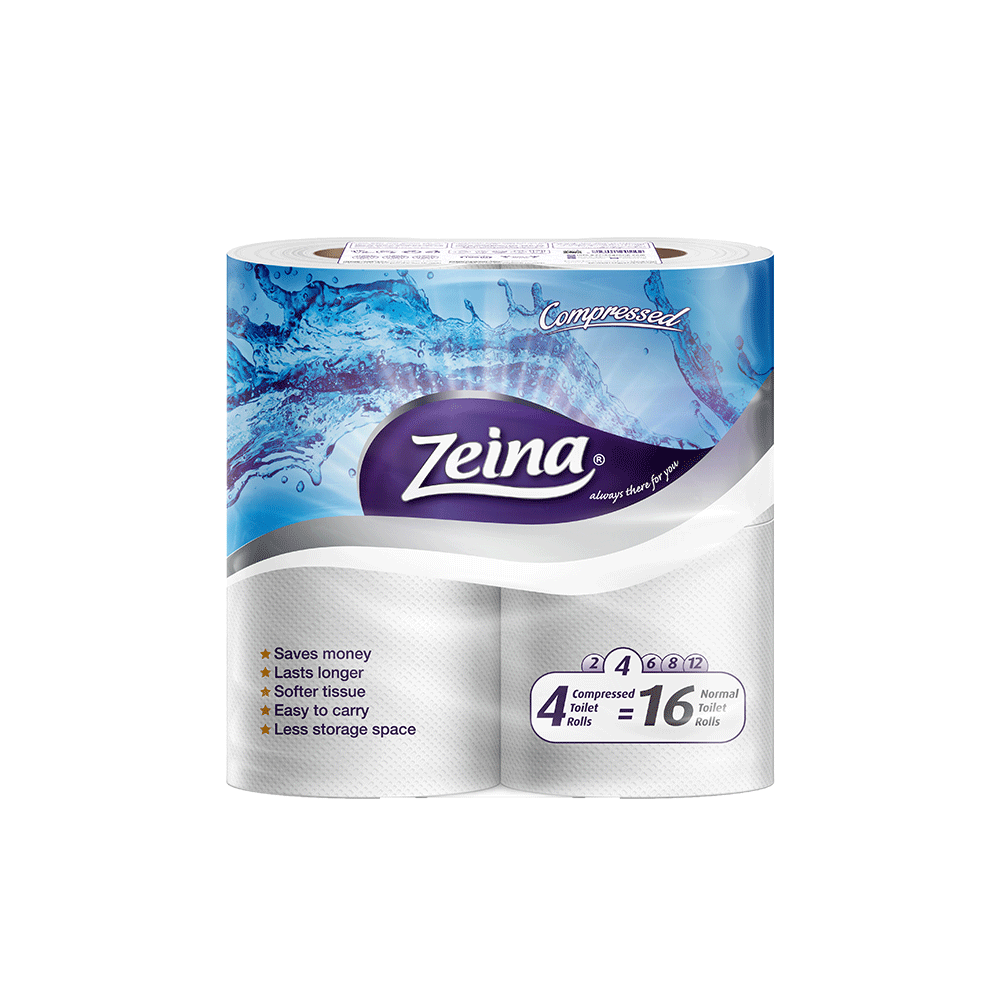 Compressed
Zeina®
always there for you
★ Saves money
★ Lasts longer
★ Softer tissue
★ Easy to carry
★ Less storage space
2 4 6 8 12
4 Compressed Toilet Rolls = 16 Normal Toilet Rolls